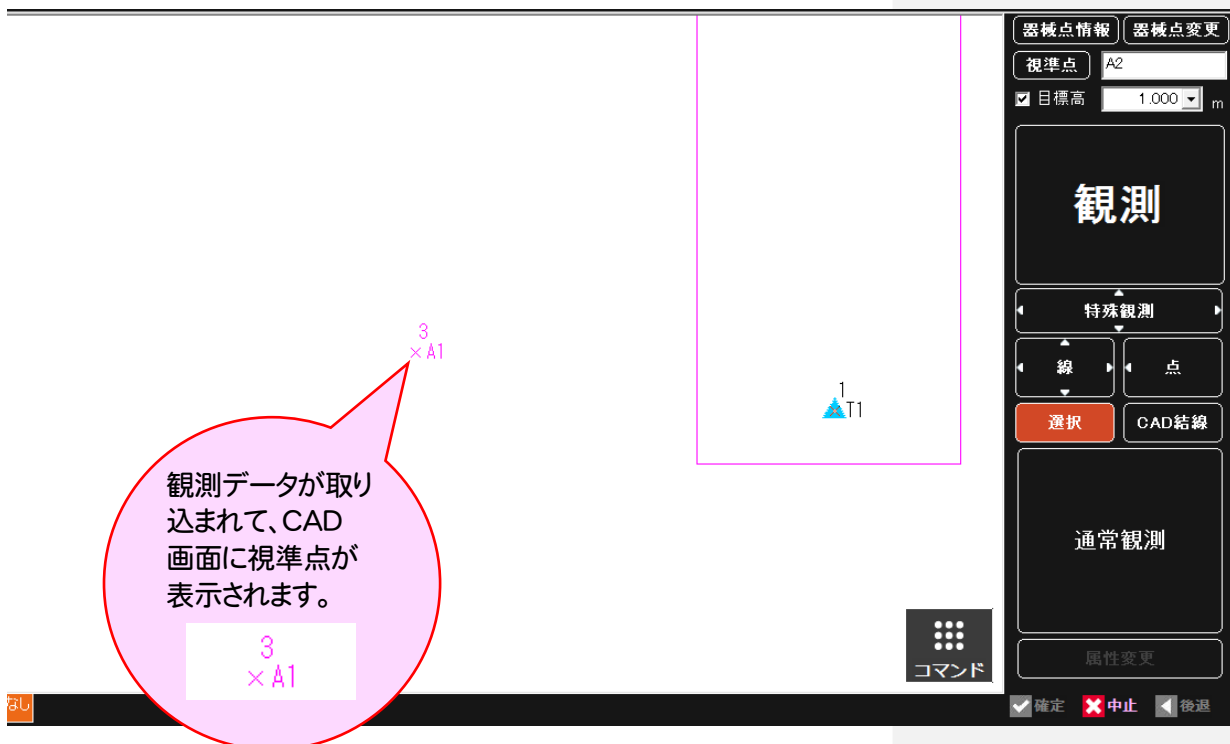 器械点情報 器械点変更
視準点 A2
目標高 1.000 m
観測
特殊観測
線 点
選択 CAD結線
通常観測
属性変更
3
× A1
1
T1
観測データが取り
込まれて、CAD
画面に視準点が
表示されます。
3
× A1
コマンド
なし
確定 中止 後退